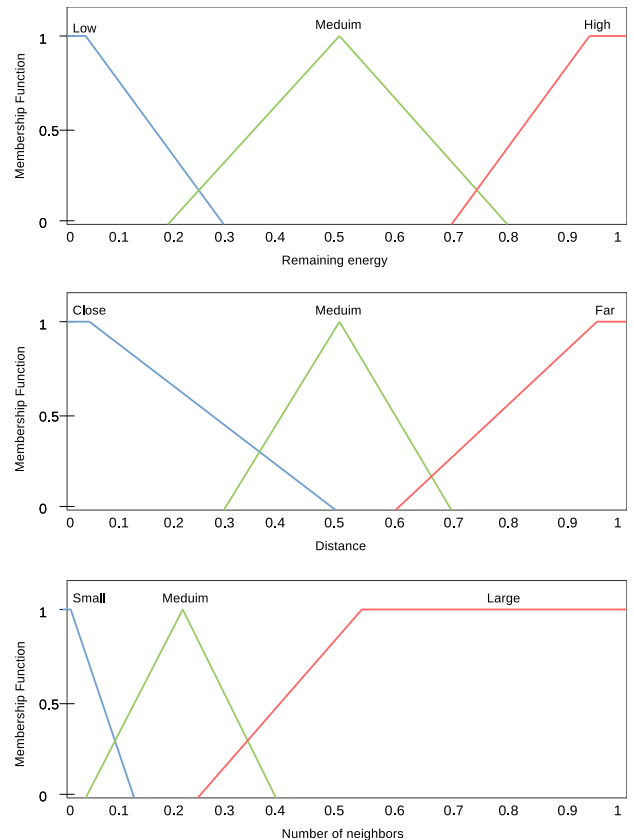 Low Meduim High
Membership Function
1
0.5
0
0 0.1 0.2 0.3 0.4 0.5 0.6 0.7 0.8 0.9 1
Remaining energy
Close Meduim Far
Membership Function
1
0.5
0
0 0.1 0.2 0.3 0.4 0.5 0.6 0.7 0.8 0.9 1
Distance
Small Meduim Large
Membership Function
1
0.5
0
0 0.1 0.2 0.3 0.4 0.5 0.6 0.7 0.8 0.9 1
Number of neighbors